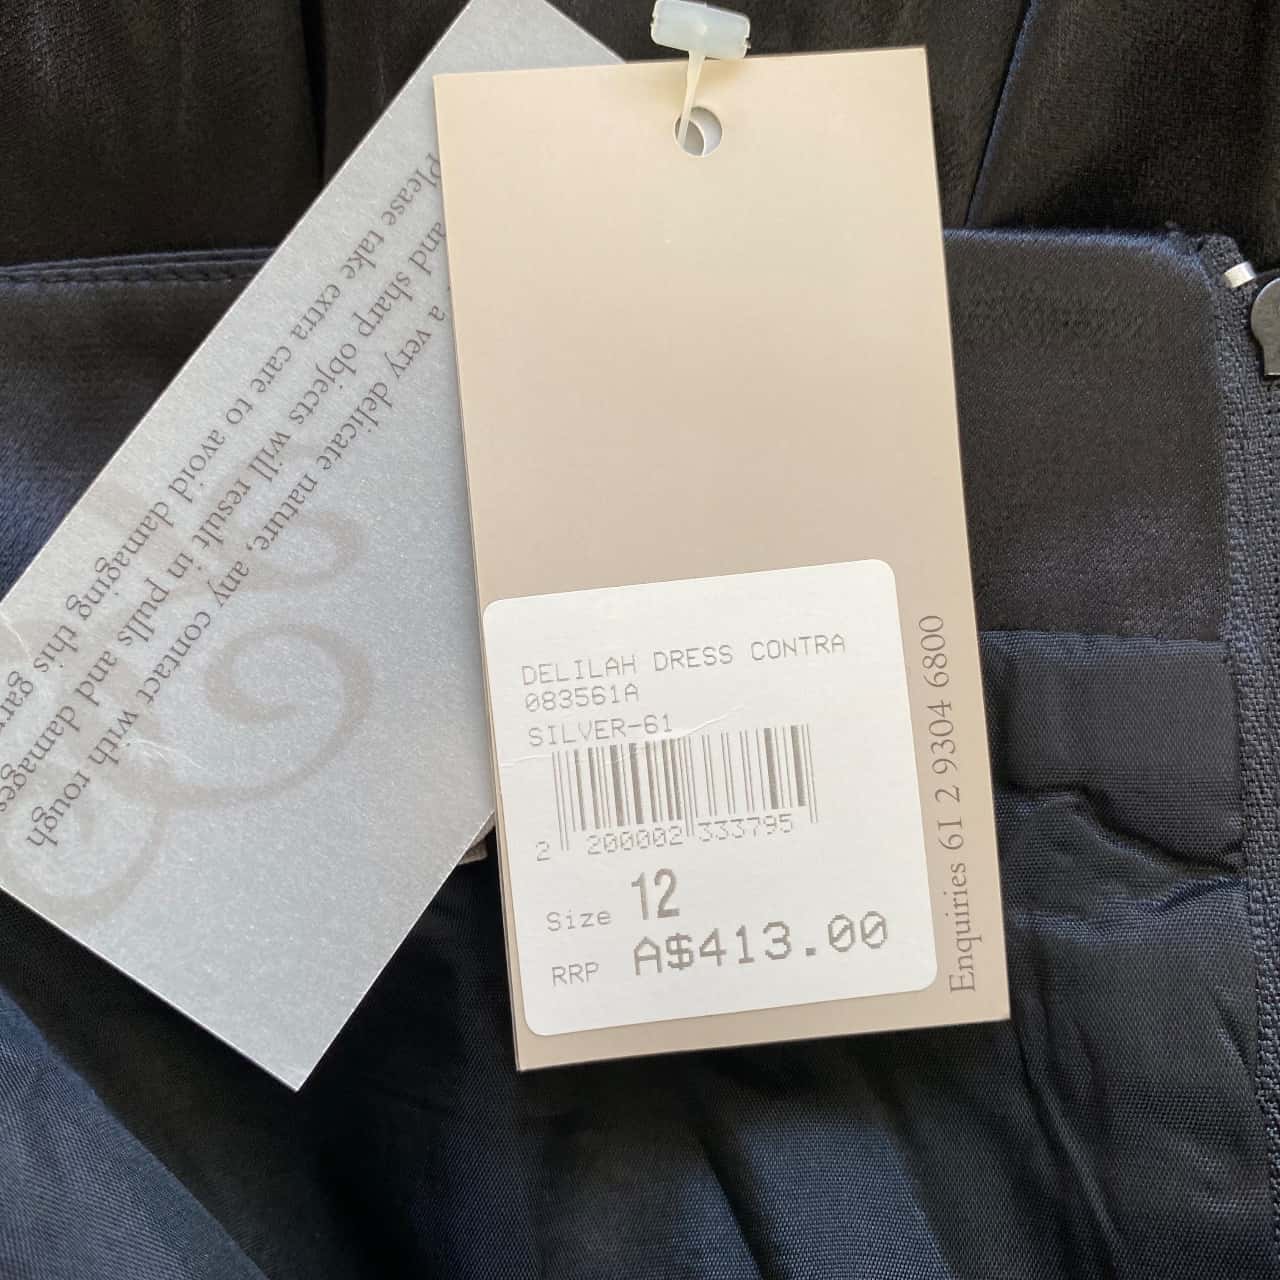 a very delicate nature, any contact with rough
and sharp objects will result in pulls and damages
Please take extra care to avoid damaging this
DELILAH DRESS CONTRA
083561A
SILVER-61
2 200002 333795
Size 12
RRP A$413.00
Enquiries 61 2 9304 6800